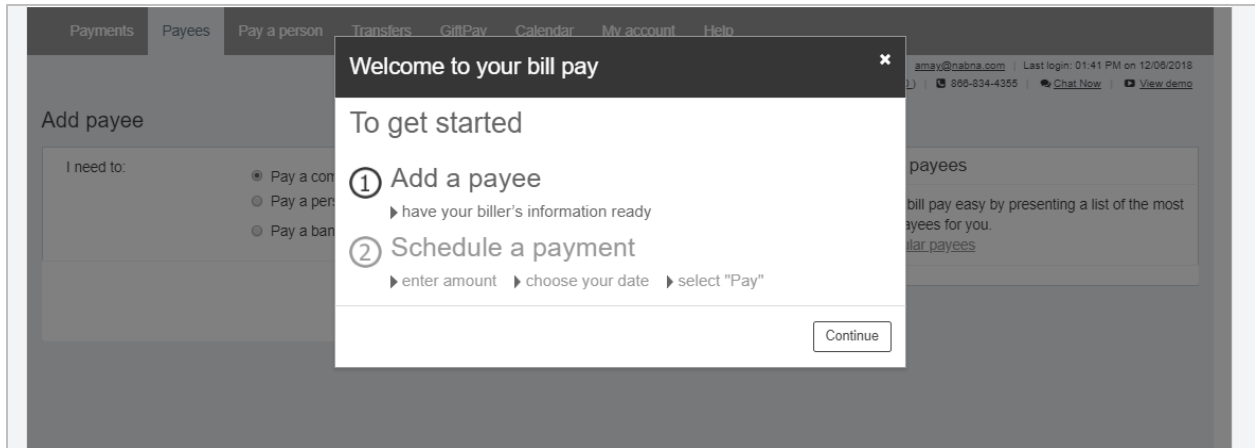 Payments Payees Pay a person Transfers GiftPay Calendar My account Help
Welcome to your bill pay ×
amay@nabna.com | Last login: 01:41 PM on 12/06/2018
) | 866-834-4355 | Chat Now | View demo
Add payee
To get started
I need to:
Pay a com
Pay a per
Pay a ban
payees
bill pay easy by presenting a list of the most
ayees for you.
ular payees
1 Add a payee
have your biller's information ready
2 Schedule a payment
enter amount choose your date select "Pay"
Continue